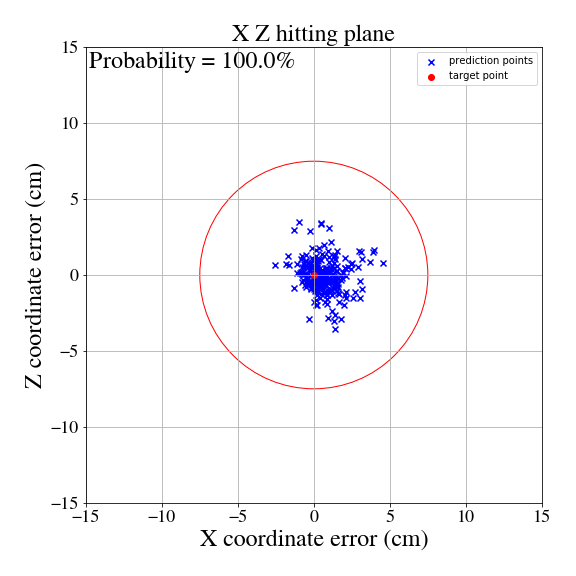 X Z hitting plane
Probability = 100.0%
prediction points
target point
Z coordinate error (cm)
15
10
5
0
−5
−10
−15
−15
−10
−5
0
5
10
15
X coordinate error (cm)